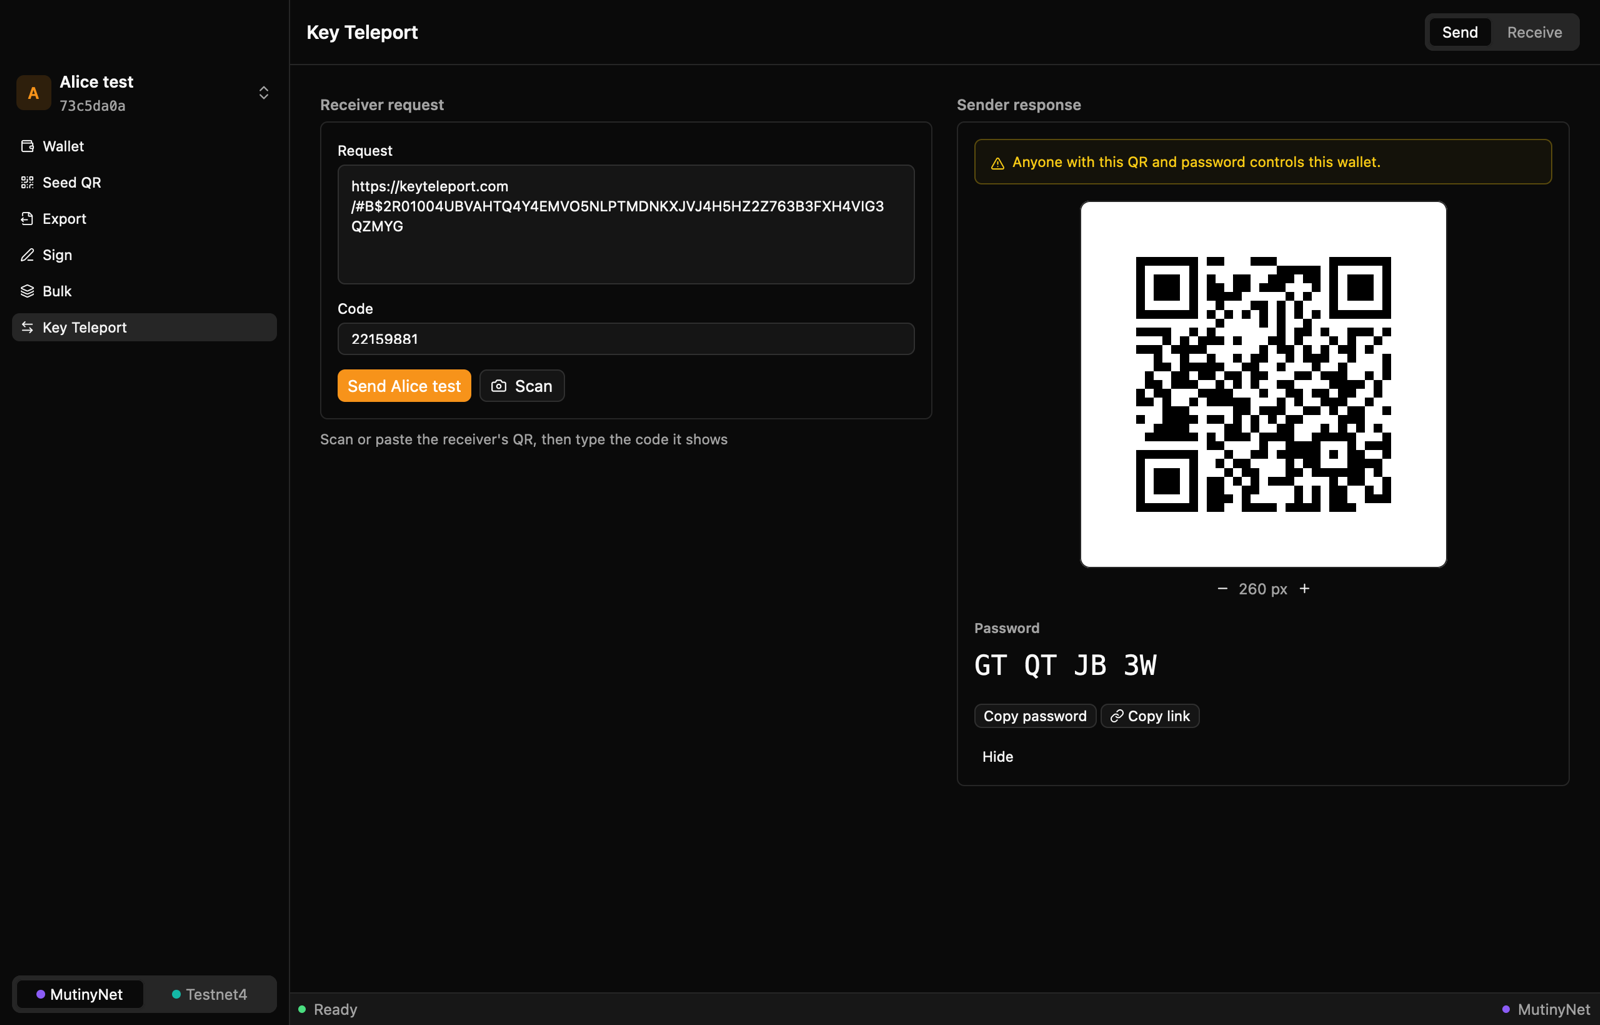 Key Teleport
Send
Receive
A
Alice test
73c5da0a
Wallet
Seed QR
Export
Sign
Bulk
Key Teleport
Receiver request
Request
https://keyteleport.com
/#B$2R01004UBVAHTQ4Y4EMVO5NLPTMDNKXJVJ4H5HZ2Z763B3FXH4VIG3
QZMYG
Code
22159881
Send Alice test
Scan
Scan or paste the receiver's QR, then type the code it shows
Sender response
Anyone with this QR and password controls this wallet.
− 260 px +
Password
GT QT JB 3W
Copy password
Copy link
Hide
MutinyNet
Testnet4
Ready
MutinyNet